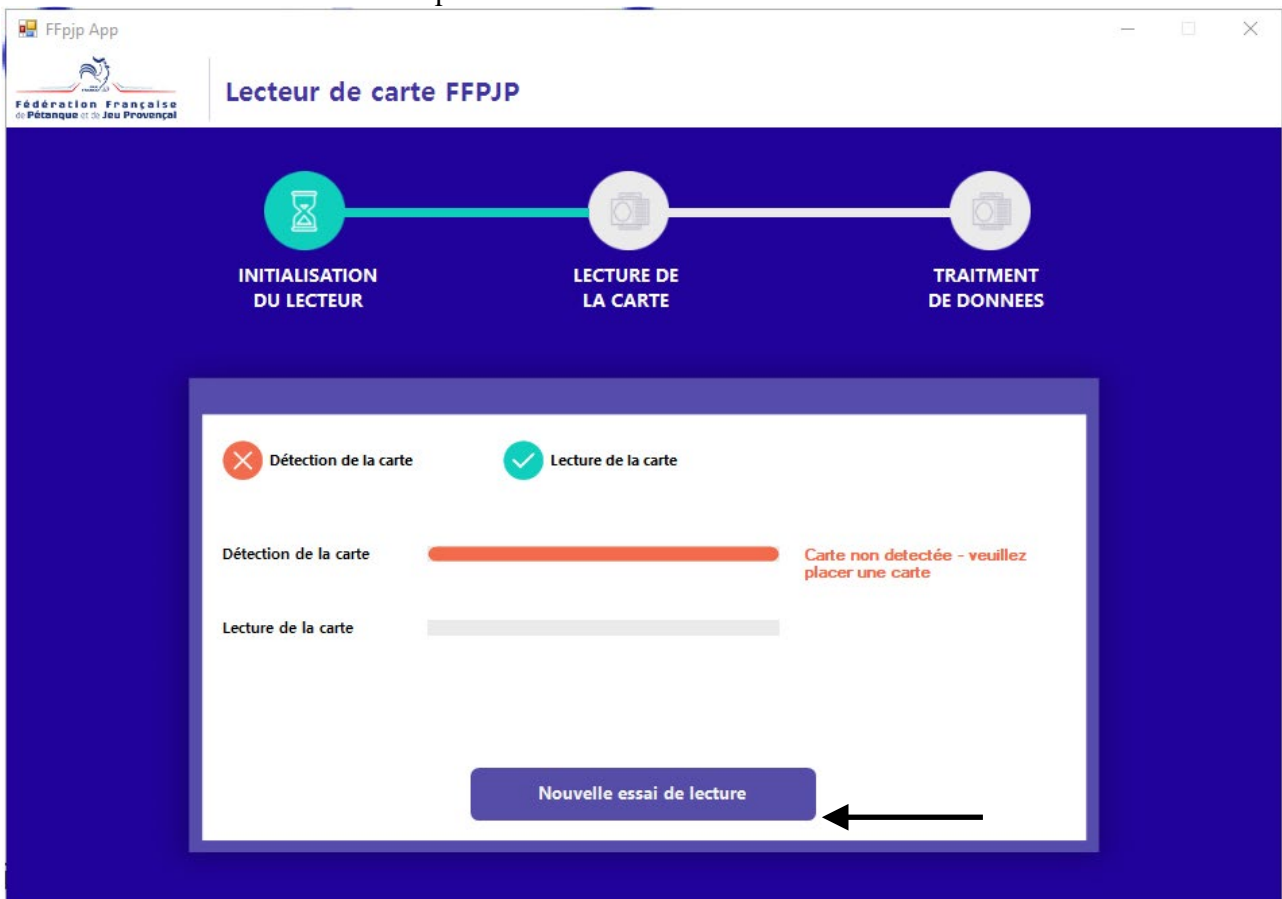 FFpjp App
Fédération Française
de Pétanque et de Jeu Provençal
Lecteur de carte FFPJP
INITIALISATION
DU LECTEUR
LECTURE DE
LA CARTE
TRAITMENT
DE DONNEES
Détection de la carte
Lecture de la carte
Détection de la carte
Carte non detectée - veuillez
placer une carte
Lecture de la carte
Nouvelle essai de lecture